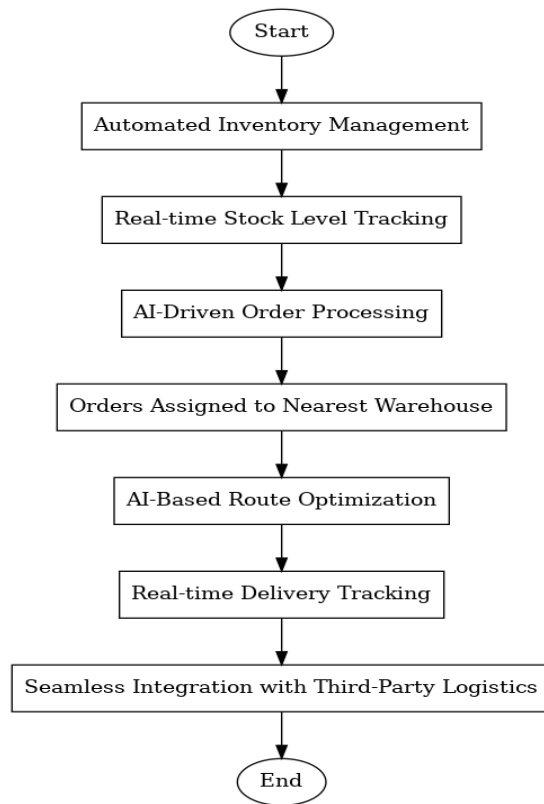 Start
Automated Inventory Management
Real-time Stock Level Tracking
AI-Driven Order Processing
Orders Assigned to Nearest Warehouse
AI-Based Route Optimization
Real-time Delivery Tracking
Seamless Integration with Third-Party Logistics
End